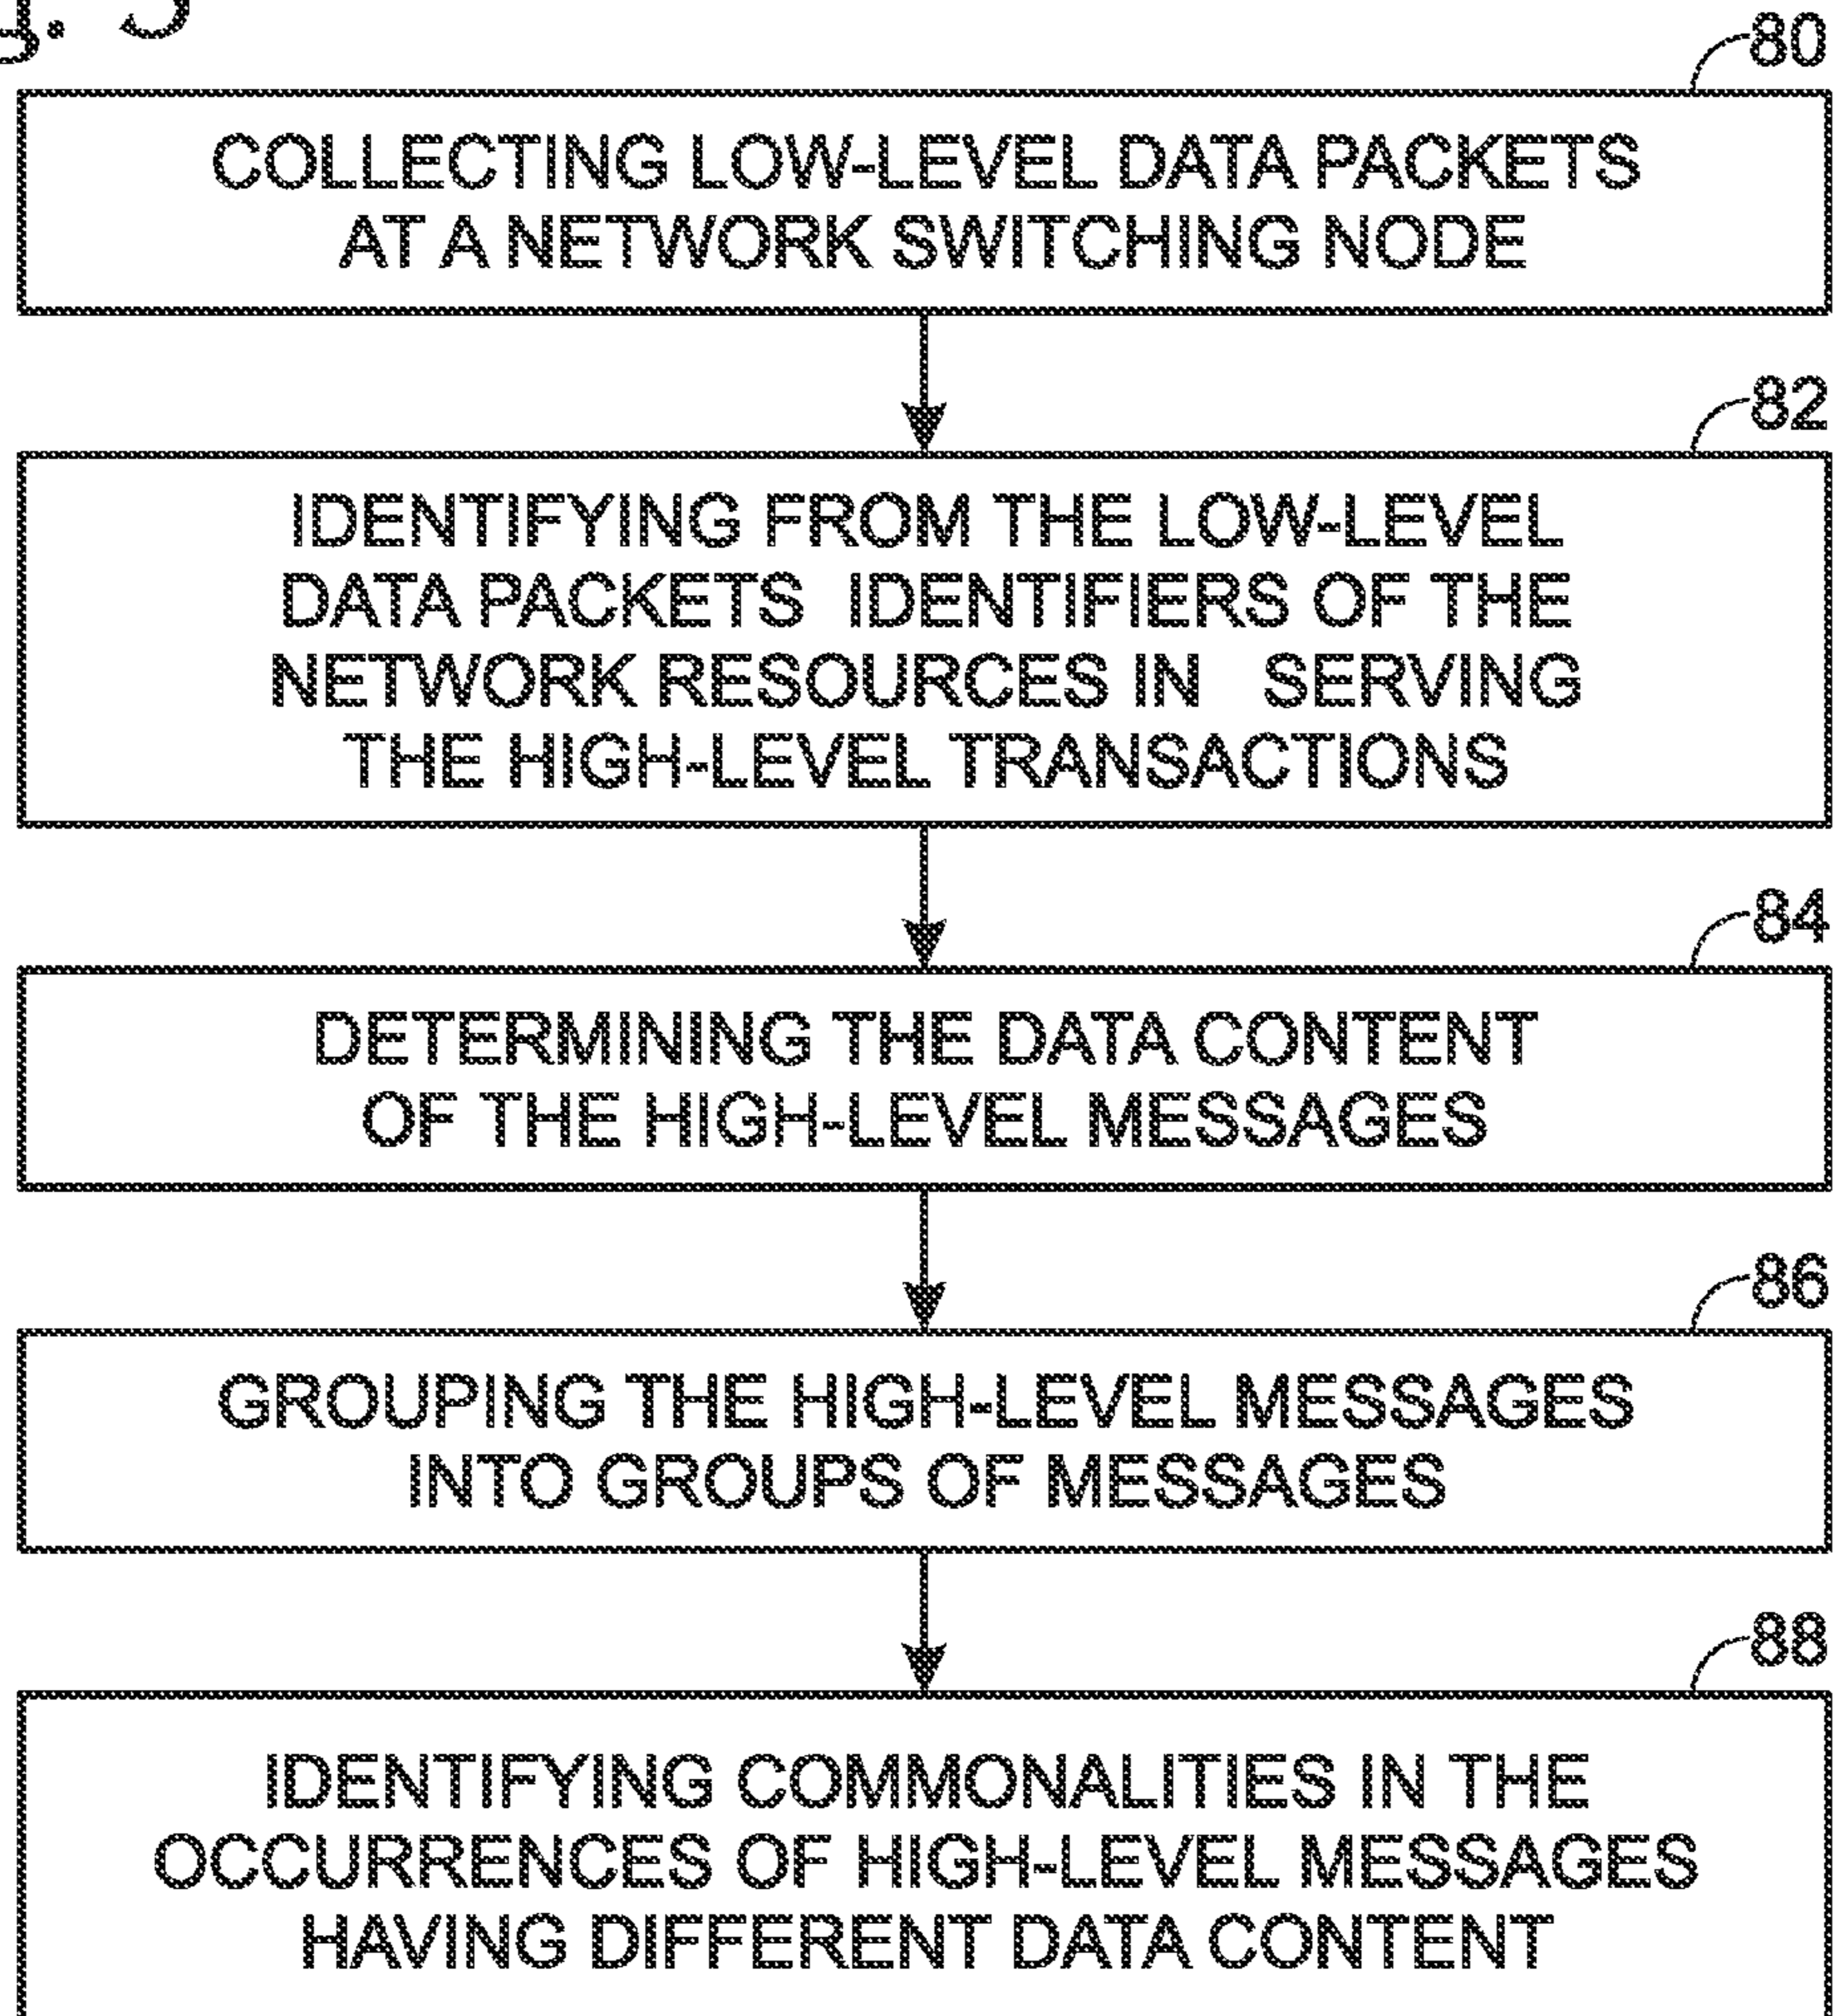 80
COLLECTING LOW-LEVEL DATA PACKETS
AT A NETWORK SWITCHING NODE
82
IDENTIFYING FROM THE LOW-LEVEL
DATA PACKETS IDENTIFIERS OF THE
NETWORK RESOURCES IN SERVING
THE HIGH-LEVEL TRANSACTIONS
84
DETERMINING THE DATA CONTENT
OF THE HIGH-LEVEL MESSAGES
86
GROUPING THE HIGH-LEVEL MESSAGES
INTO GROUPS OF MESSAGES
88
IDENTIFYING COMMONALITIES IN THE
OCCURRENCES OF HIGH-LEVEL MESSAGES
HAVING DIFFERENT DATA CONTENT